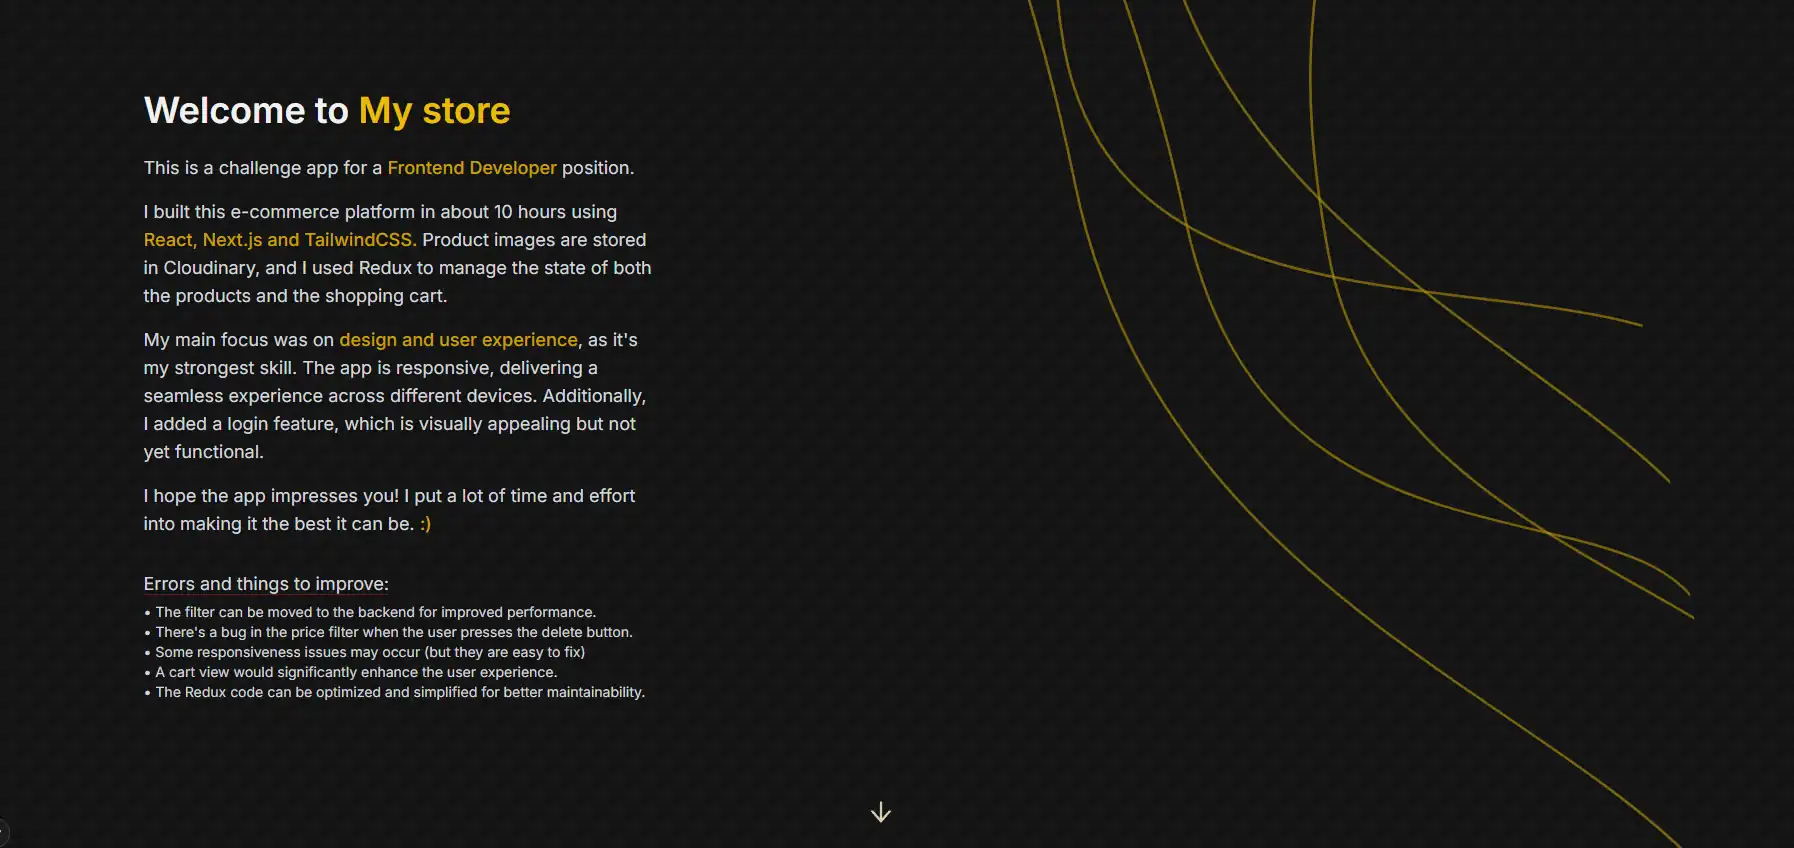 Welcome to My store
This is a challenge app for a Frontend Developer position.
I built this e-commerce platform in about 10 hours using
React, Next.js and TailwindCSS. Product images are stored
in Cloudinary, and I used Redux to manage the state of both
the products and the shopping cart.
My main focus was on design and user experience, as it's
my strongest skill. The app is responsive, delivering a
seamless experience across different devices. Additionally,
I added a login feature, which is visually appealing but not
yet functional.
I hope the app impresses you! I put a lot of time and effort
into making it the best it can be. :)
Errors and things to improve:
• The filter can be moved to the backend for improved performance.
• There's a bug in the price filter when the user presses the delete button.
• Some responsiveness issues may occur (but they are easy to fix)
• A cart view would significantly enhance the user experience.
• The Redux code can be optimized and simplified for better maintainability.